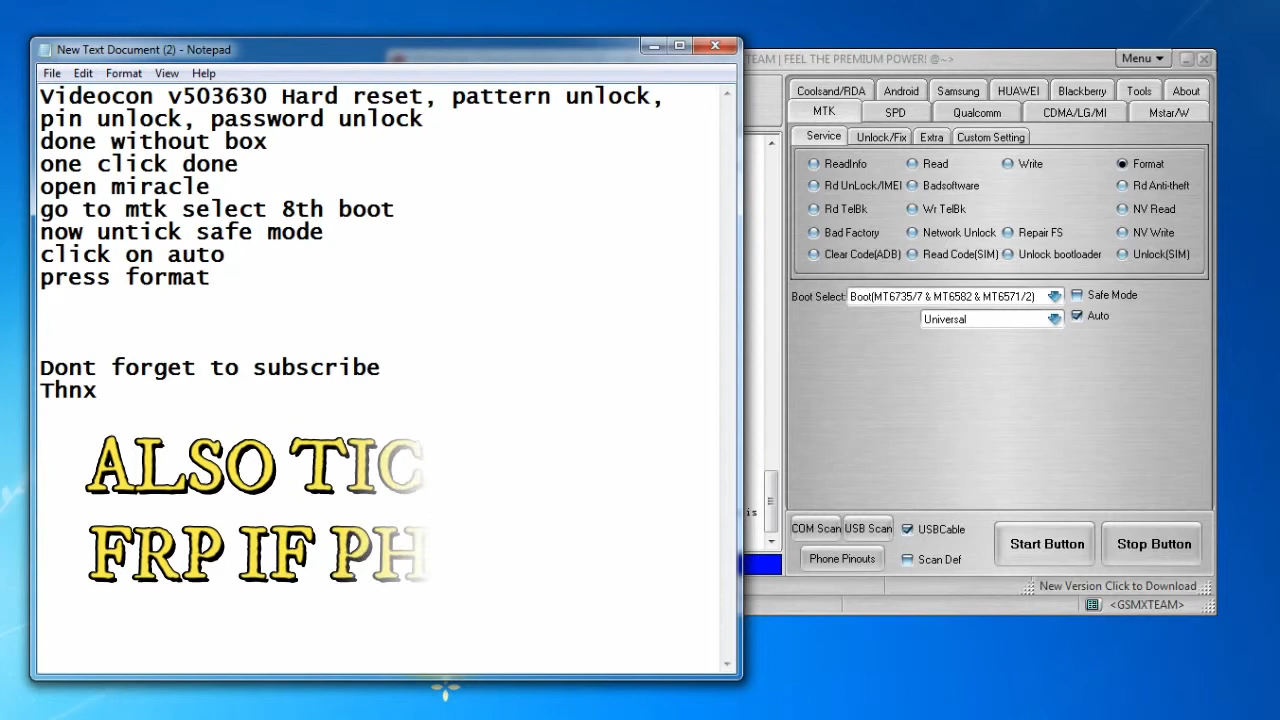 New Text Document (2) - Notepad
File Edit Format View Help
Videocon v503630 Hard reset, pattern unlock,
pin unlock, password unlock
done without box
one click done
open miracle
go to mtk select 8th boot
now untick safe mode
click on auto
press format
Dont forget to subscribe
Thnx
ALSO TIC
FRP IF PH
TEAM | FEEL THE PREMIUM POWER! @~>
Menu
Coolsand/RDA Android Samsung HUAWEI Blackberry Tools About
MTK SPD Qualcomm CDMA/LG/MI Mstar/W
Service Unlock/Fix Extra Custom Setting
ReadInfo Read Write Format
Rd UnLock/IMEI Badsoftware Rd Anti-theft
Rd TelBk Wr TelBk NV Read
Bad Factory Network Unlock Repair FS NV Write
Clear Code(ADB) Read Code(SIM) Unlock bootloader Unlock(SIM)
Boot Select: Boot(MT6735/7 & MT6582 & MT6571/2) Safe Mode
Universal Auto
is
COM Scan USB Scan USBCable
Phone Pinouts Scan Def
Start Button Stop Button
New Version Click to Download
<GSMXTEAM>